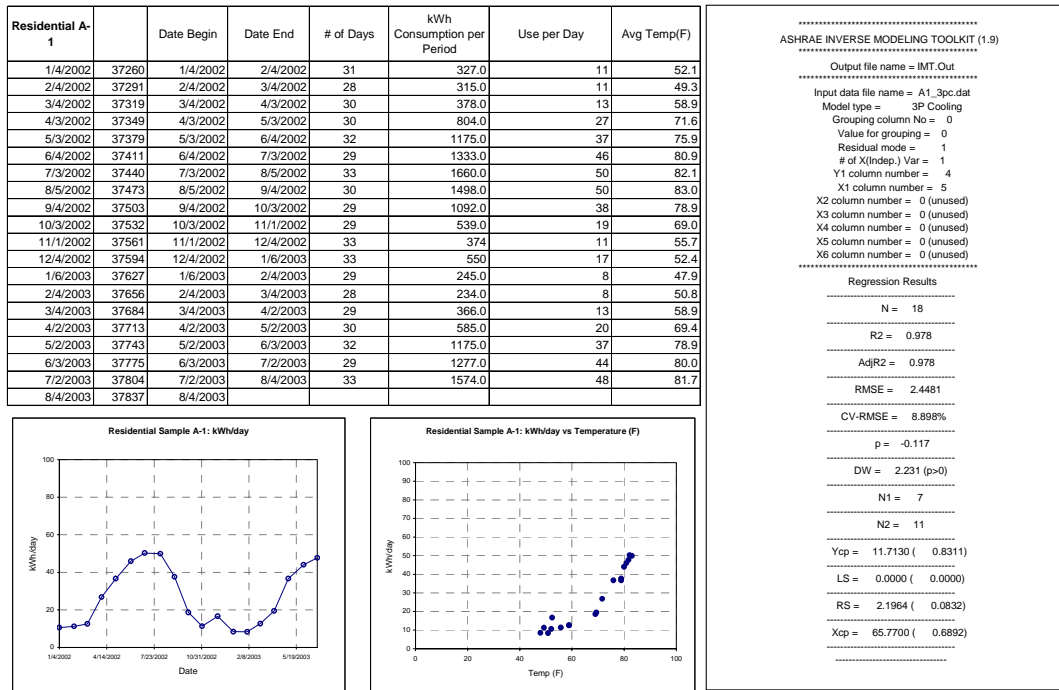 Residential A-1 Date Begin Date End # of Days kWh Consumption per Period Use per Day Avg Temp(F)
1/4/2002 37260 1/4/2002 2/4/2002 31 327.0 11 52.1
2/4/2002 37291 2/4/2002 3/4/2002 28 315.0 11 49.3
3/4/2002 37319 3/4/2002 4/3/2002 30 378.0 13 58.9
4/3/2002 37349 4/3/2002 5/3/2002 30 804.0 27 71.6
5/3/2002 37379 5/3/2002 6/4/2002 32 1175.0 37 75.9
6/4/2002 37411 6/4/2002 7/3/2002 29 1333.0 46 80.9
7/3/2002 37440 7/3/2002 8/5/2002 33 1660.0 50 82.1
8/5/2002 37473 8/5/2002 9/4/2002 30 1498.0 50 83.0
9/4/2002 37503 9/4/2002 10/3/2002 29 1092.0 38 78.9
10/3/2002 37532 10/3/2002 11/1/2002 29 539.0 19 69.0
11/1/2002 37561 11/1/2002 12/4/2002 33 374 11 55.7
12/4/2002 37594 12/4/2002 1/6/2003 33 550 17 52.4
1/6/2003 37627 1/6/2003 2/4/2003 29 245.0 8 47.9
2/4/2003 37656 2/4/2003 3/4/2003 28 234.0 8 50.8
3/4/2003 37684 3/4/2003 4/2/2003 29 366.0 13 58.9
4/2/2003 37713 4/2/2003 5/2/2003 30 585.0 20 69.4
5/2/2003 37743 5/2/2003 6/3/2003 32 1175.0 37 78.9
6/3/2003 37775 6/3/2003 7/2/2003 29 1277.0 44 80.0
7/2/2003 37804 7/2/2003 8/4/2003 33 1574.0 48 81.7
8/4/2003 37837 8/4/2003
Residential Sample A-1: kWh/day
100
80
60
40
20
0
kWh/day
1/4/2002 4/14/2002 7/23/2002 10/31/2002 2/8/2003 5/19/2003
Date
Residential Sample A-1: kWh/day vs Temperature (F)
100
90
80
70
60
50
40
30
20
10
0
kWh/day
0 20 40 60 80 100
Temp (F)
********************************************
ASHRAE INVERSE MODELING TOOLKIT (1.9)
********************************************
Output file name = IMT.Out
********************************************
Input data file name = A1_3pc.dat
Model type = 3P Cooling
Grouping column No = 0
Value for grouping = 0
Residual mode = 1
# of X(Indep.) Var = 1
Y1 column number = 4
X1 column number = 5
X2 column number = 0 (unused)
X3 column number = 0 (unused)
X4 column number = 0 (unused)
X5 column number = 0 (unused)
X6 column number = 0 (unused)
********************************************
Regression Results
--------------------------------------
N = 18
--------------------------------------
R2 = 0.978
--------------------------------------
AdjR2 = 0.978
--------------------------------------
RMSE = 2.4481
--------------------------------------
CV-RMSE = 8.898%
--------------------------------------
p = -0.117
--------------------------------------
DW = 2.231 (p>0)
--------------------------------------
N1 = 7
--------------------------------------
N2 = 11
--------------------------------------
Ycp = 11.7130 ( 0.8311)
--------------------------------------
LS = 0.0000 ( 0.0000)
--------------------------------------
RS = 2.1964 ( 0.0832)
--------------------------------------
Xcp = 65.7700 ( 0.6892)
--------------------------------------
---------------------------------